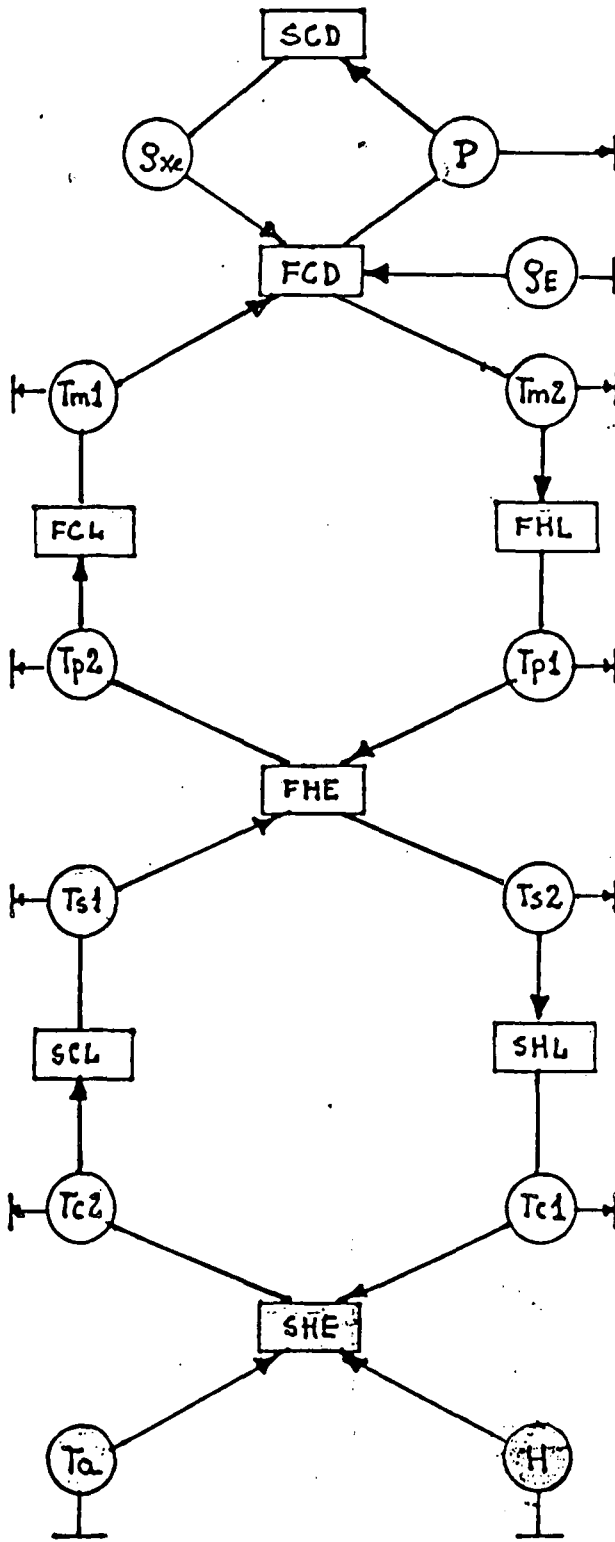 SCD
ρxe P
FCD ρE
Tm1 Tm2
FCL FHL
Tp2 Tp1
FHE
Ts1 Ts2
SCL SHL
Tc2 Tc1
SHE
Ta H